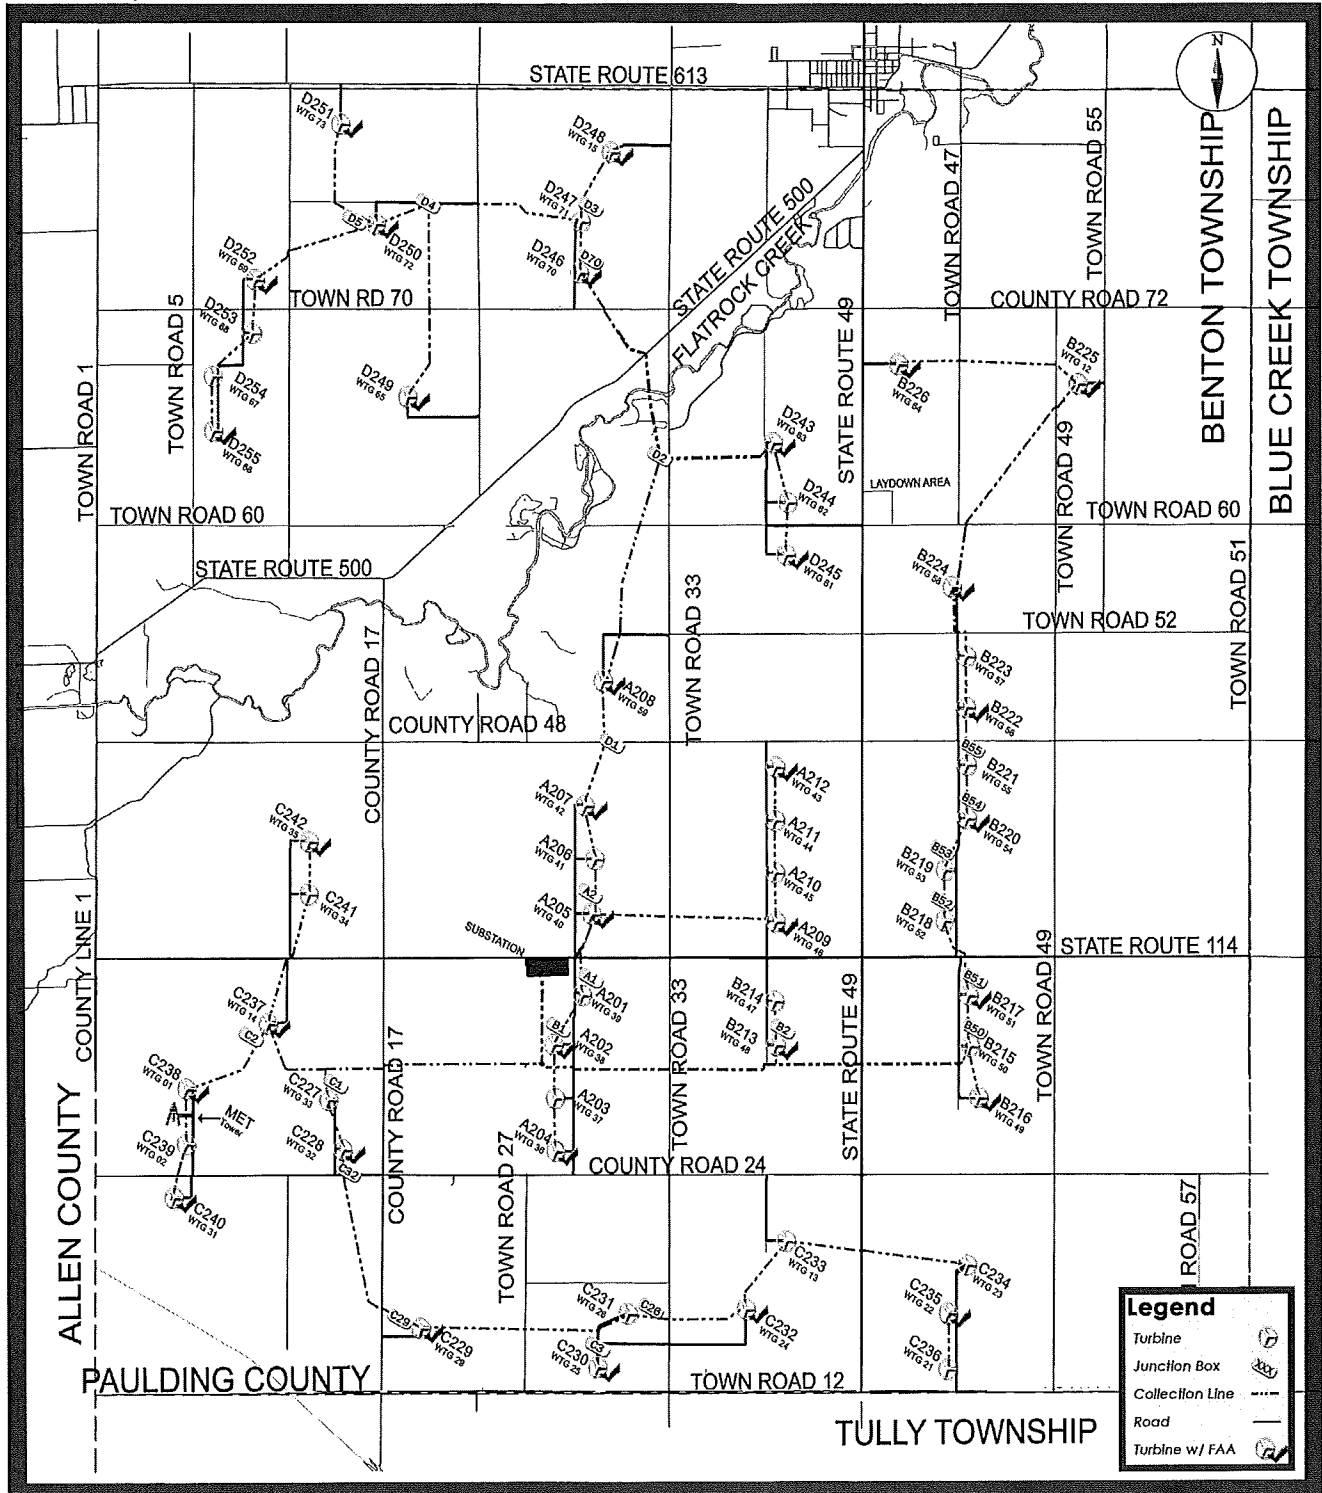 N
STATE ROUTE 613
D251
WTG 73
D248
WTG 15
TOWN ROAD 47
TOWN ROAD 55
BENTON TOWNSHIP
BLUE CREEK TOWNSHIP
D247
WTG 71
D3
D4
D5
D250
WTG 72
D252
WTG 69
D246
WTG 70
D70
STATE ROUTE 500
FLATROCK CREEK
TOWN RD 70
COUNTY ROAD 72
TOWN ROAD 5
D253
WTG 68
STATE ROUTE 49
B225
WTG 12
B226
WTG 64
D254
WTG 67
D249
WTG 65
TOWN ROAD 1
D255
WTG 66
D243
WTG 63
D2
TOWN ROAD 49
D244
WTG 62
LAYDOWN AREA
TOWN ROAD 60
TOWN ROAD 60
STATE ROUTE 500
D245
WTG 61
B224
WTG 58
TOWN ROAD 51
TOWN ROAD 33
TOWN ROAD 52
COUNTY ROAD 17
B223
WTG 57
A208
WTG 59
B222
WTG 56
COUNTY ROAD 48
D1
B55
B221
WTG 55
A212
WTG 43
A207
WTG 42
C242
WTG 35
A211
WTG 44
B54
B220
WTG 54
A206
WTG 41
B53
B219
WTG 53
A210
WTG 45
C241
WTG 34
A2
A205
WTG 40
B52
B218
WTG 52
A209
WTG 46
SUBSTATION
COUNTY LINE 1
STATE ROUTE 114
TOWN ROAD 49
A1
A201
WTG 39
B214
WTG 47
B51
B217
WTG 51
C237
WTG 14
C2
B1
A202
WTG 38
B2
B213
WTG 48
B50
B215
WTG 50
STATE ROUTE 49
TOWN ROAD 33
COUNTY ROAD 17
C238
WTG 01
C1
C227
WTG 33
A203
WTG 37
B216
WTG 49
MET
Tower
C239
WTG 02
C228
WTG 32
C32
A204
WTG 36
COUNTY ROAD 24
TOWN ROAD 27
C240
WTG 31
ALLEN COUNTY
ROAD 57
C233
WTG 13
C234
WTG 23
C235
WTG 22
C231
WTG 26
C26
C232
WTG 24
C29
C229
WTG 29
C3
C230
WTG 25
C236
WTG 21
PAULDING COUNTY
TOWN ROAD 12
TULLY TOWNSHIP
Legend
Turbine
Junction Box
XXX
Collection Line
Road
Turbine w/ FAA